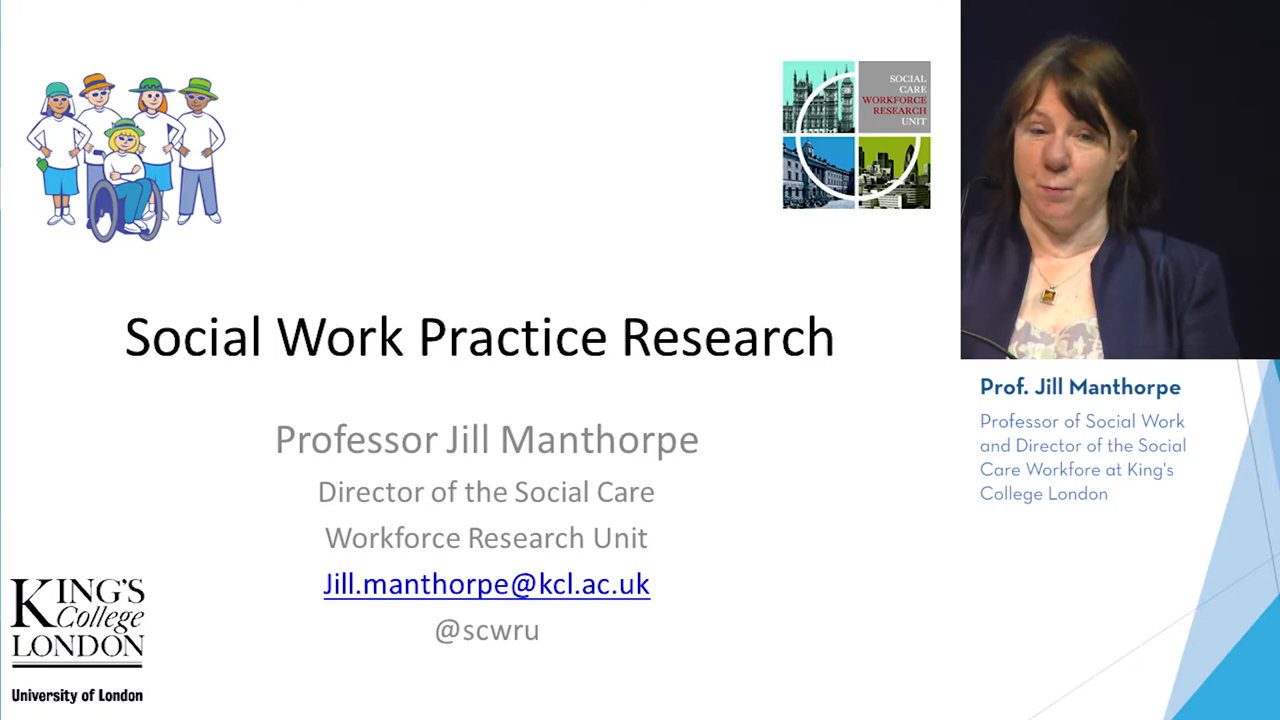 SOCIAL
CARE
WORKFORCE
RESEARCH
UNIT
Social Work Practice Research
Professor Jill Manthorpe
Director of the Social Care
Workforce Research Unit
Jill.manthorpe@kcl.ac.uk
@scwru
KING'S
College
LONDON
University of London
Prof. Jill Manthorpe
Professor of Social Work
and Director of the Social
Care Workfore at King's
College London